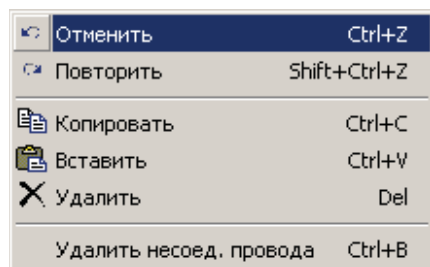 Отменить Ctrl+Z
Повторить Shift+Ctrl+Z
Копировать Ctrl+C
Вставить Ctrl+V
Удалить Del
Удалить несоед. провода Ctrl+B